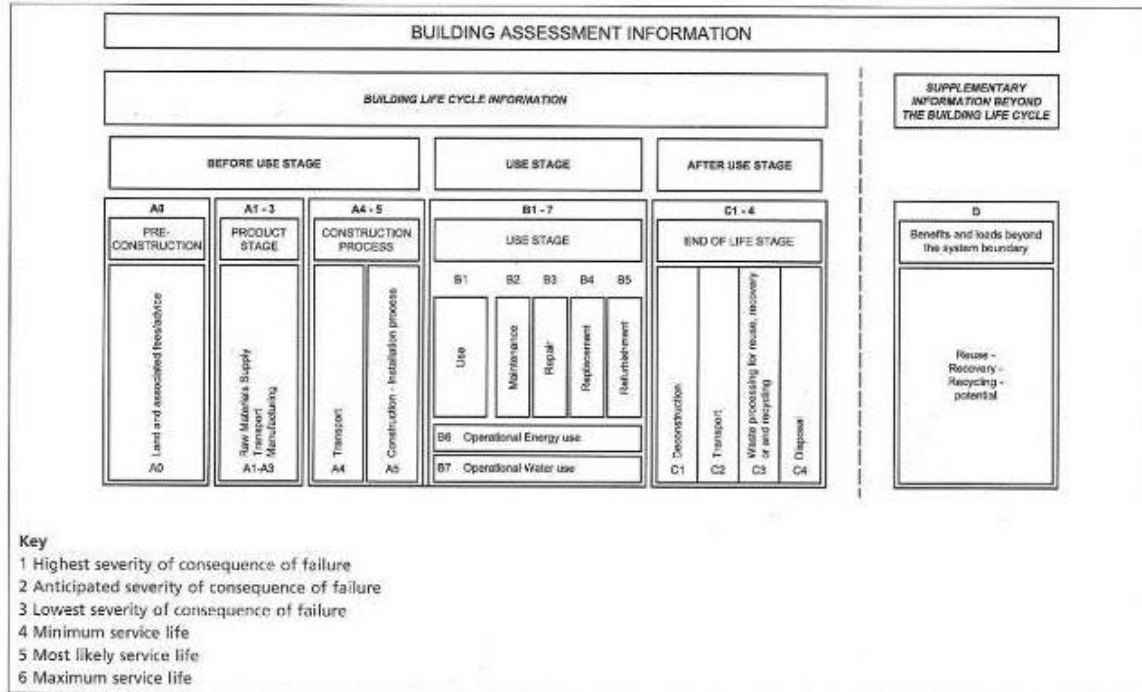 BUILDING ASSESSMENT INFORMATION
BUILDING LIFE CYCLE INFORMATION
SUPPLEMENTARY
INFORMATION BEYOND
THE BUILDING LIFE CYCLE
BEFORE USE STAGE
USE STAGE
AFTER USE STAGE
A0
PRE-
CONSTRUCTION
Land and associated fees/advice
A0
A1 - 3
PRODUCT
STAGE
Raw Materials Supply
Transport
Manufacturing
A1-A3
A4 - 5
CONSTRUCTION
PROCESS
Transport
A4
Construction - Installation process
A5
B1 - 7
USE STAGE
B1
Use
B2
Maintenance
B3
Repair
B4
Replacement
B5
Refurbishment
B6 Operational Energy use
B7 Operational Water use
C1 - 4
END OF LIFE STAGE
Deconstruction
C1
Transport
C2
Waste processing for reuse, recovery
or and recycling
C3
Disposal
C4
D
Benefits and loads beyond
the system boundary
Reuse -
Recovery -
Recycling -
potential
Key
1 Highest severity of consequence of failure
2 Anticipated severity of consequence of failure
3 Lowest severity of consequence of failure
4 Minimum service life
5 Most likely service life
6 Maximum service life